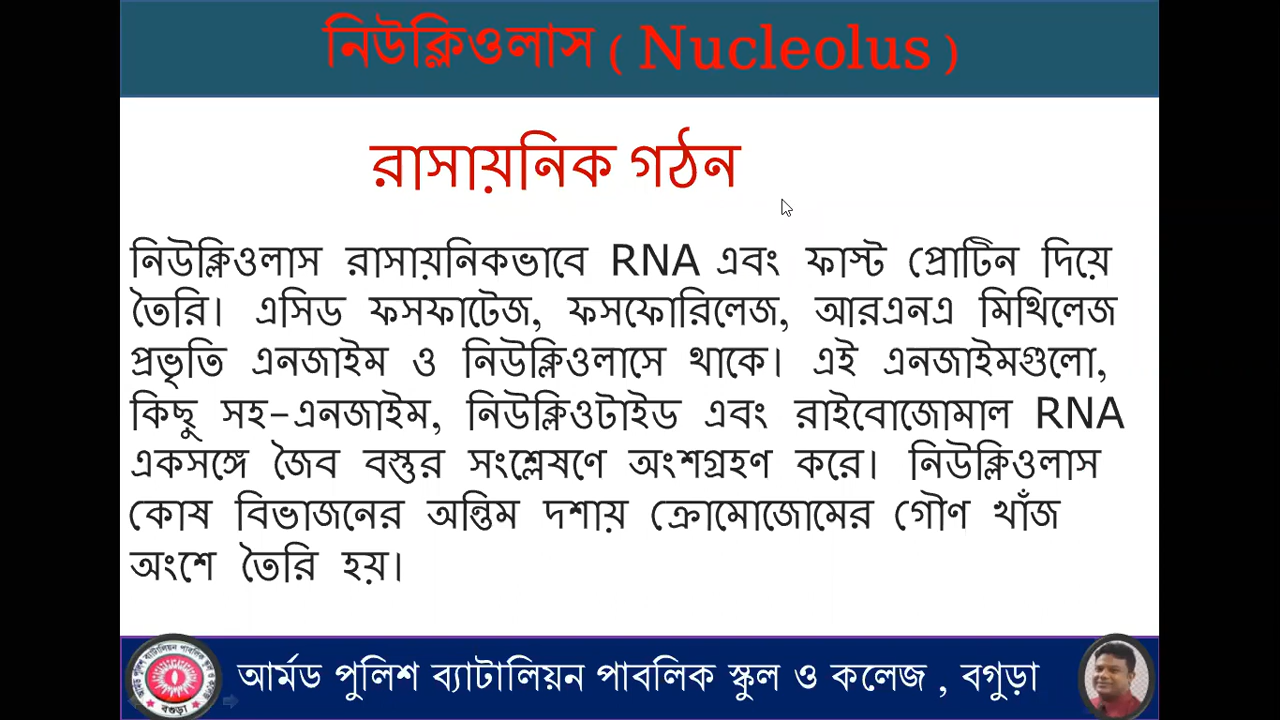 নিউক্লিওলাস ( Nucleolus )
রাসায়নিক গঠন
নিউক্লিওলাস রাসায়নিকভাবে RNA এবং ফাস্ট প্রোটিন দিয়ে
তৈরি। এসিড ফসফাটেজ, ফসফোরিলেজ, আরএনএ মিথিলেজ
প্রভৃতি এনজাইম ও নিউক্লিওলাসে থাকে। এই এনজাইমগুলো,
কিছু সহ-এনজাইম, নিউক্লিওটাইড এবং রাইবোজোমাল RNA
একসঙ্গে জৈব বস্তুর সংশ্লেষণে অংশগ্রহণ করে। নিউক্লিওলাস
কোষ বিভাজনের অন্তিম দশায় ক্রোমোজোমের গৌণ খাঁজ
অংশে তৈরি হয়।
আর্মড পুলিশ ব্যাটালিয়ন পাবলিক স্কুল ও কলেজ , বগুড়া
বগুড়া